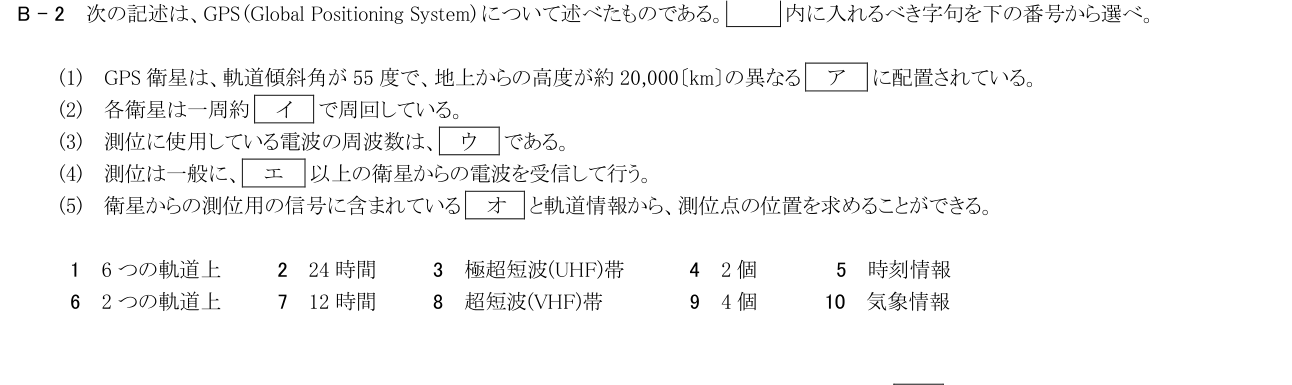 B－2　次の記述は、GPS(Global Positioning System)について述べたものである。　　　内に入れるべき字句を下の番号から選べ。
(1)　GPS 衛星は、軌道傾斜角が 55 度で、地上からの高度が約 20,000〔km〕の異なる ア に配置されている。
(2)　各衛星は一周約 イ で周回している。
(3)　測位に使用している電波の周波数は、 ウ である。
(4)　測位は一般に、 エ 以上の衛星からの電波を受信して行う。
(5)　衛星からの測位用の信号に含まれている オ と軌道情報から、測位点の位置を求めることができる。
1　6 つの軌道上　2　24 時間　3　極超短波(UHF)帯　4　2 個　5　時刻情報
6　2 つの軌道上　7　12 時間　8　超短波(VHF)帯　9　4 個　10　気象情報